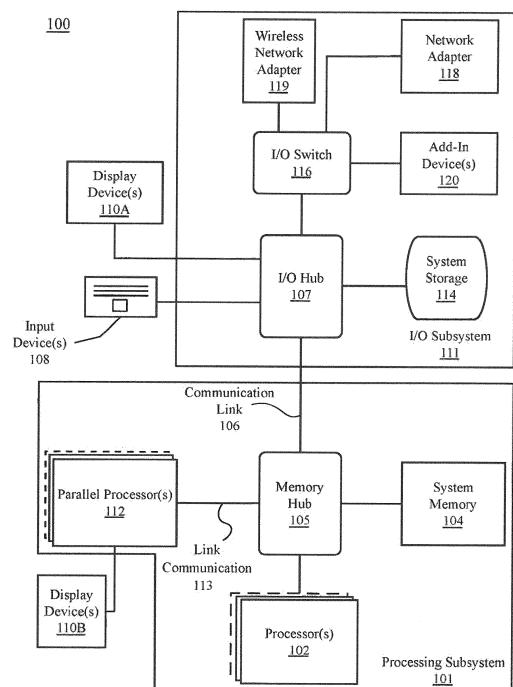 100
Wireless
Network
Adapter
119
Network
Adapter
118
I/O Switch
116
Add-In
Device(s)
120
Display
Device(s)
110A
I/O Hub
107
System
Storage
114
Input
Device(s)
108
I/O Subsystem
111
Communication
Link
106
Parallel Processor(s)
112
Memory
Hub
105
System
Memory
104
Link
Communication
113
Display
Device(s)
110B
Processor(s)
102
Processing Subsystem
101